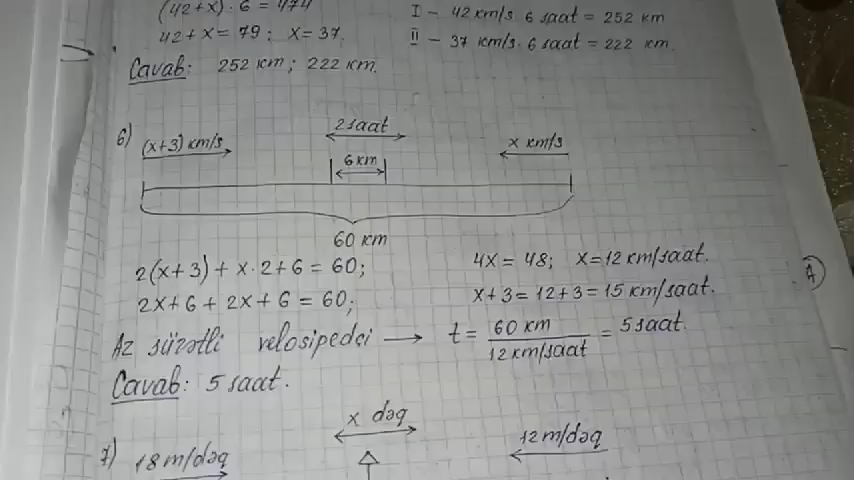 (42+x)·6 = 474
42+x = 79; x=37.
I - 42 km/s · 6 saat = 252 km
II - 37 km/s · 6 saat = 222 km.
Cavab: 252 km; 222 km.
6)
(x+3) km/s
2 saat
x km/s
6 km
60 km
2(x+3)+x·2+6 = 60;
2x+6+2x+6 = 60;
4x = 48; x=12 km/saat.
x+3=12+3=15 km/saat.
A
Az sürətli velosipedçi → t = 60 km / 12 km/saat = 5 saat.
Cavab: 5 saat.
7)
18 m/dəq
x dəq
12 m/dəq